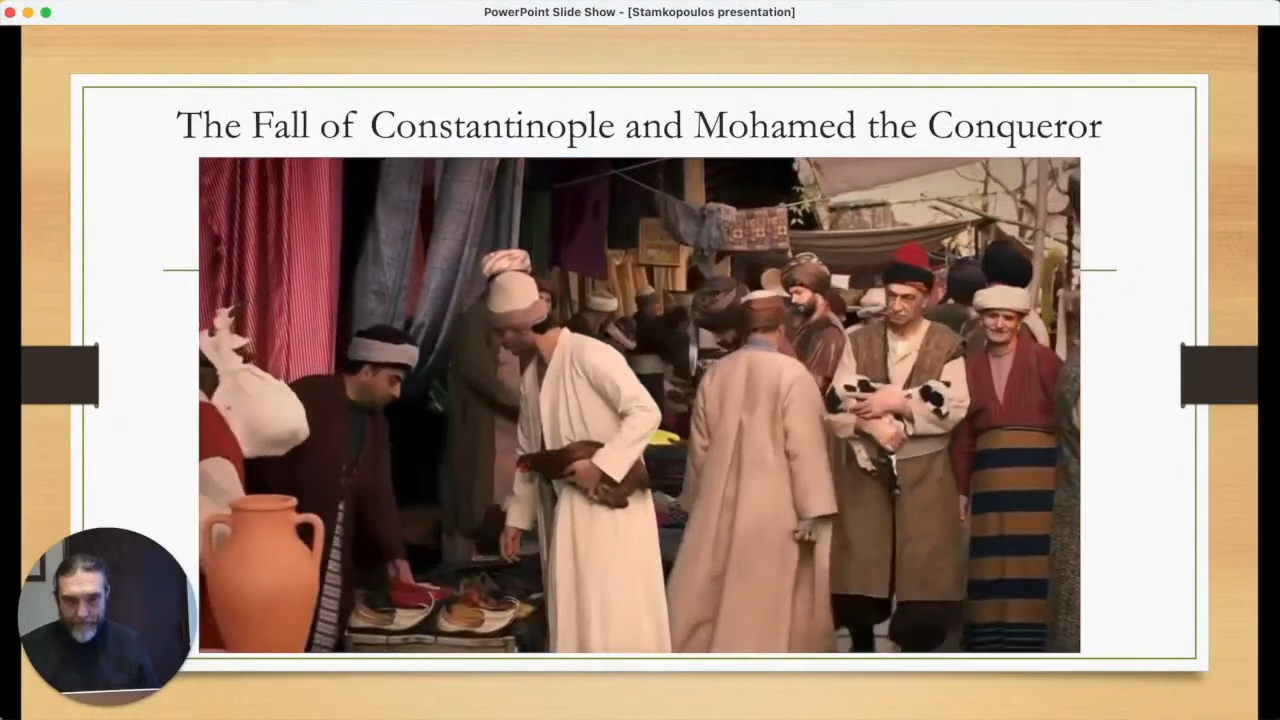 PowerPoint Slide Show - [Stamkopoulos presentation]
The Fall of Constantinople and Mohamed the Conqueror